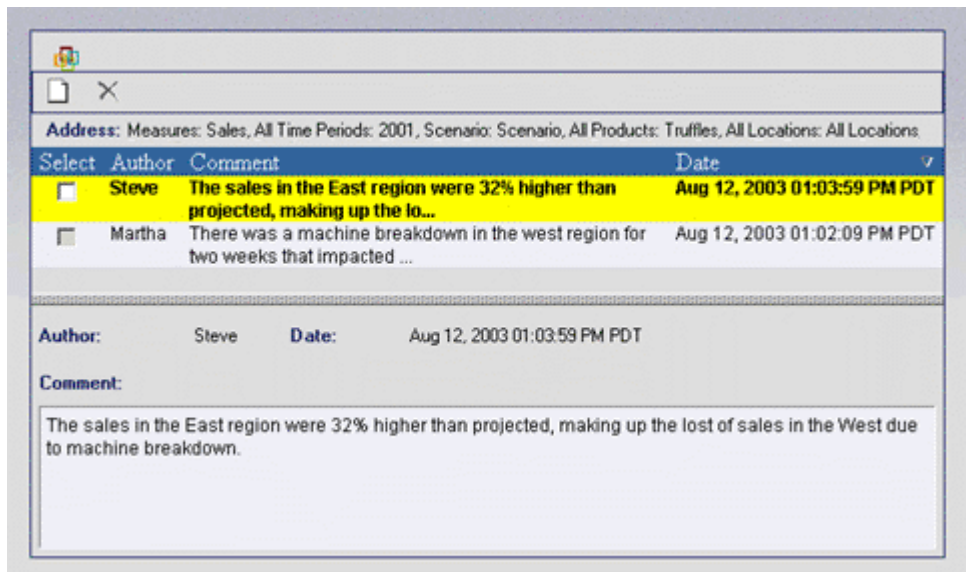 Address: Measures: Sales, All Time Periods: 2001, Scenario: Scenario, All Products: Truffles, All Locations: All Locations
Select Author Comment Date
Steve The sales in the East region were 32% higher than Aug 12, 2003 01:03:59 PM PDT
projected, making up the lo...
Martha There was a machine breakdown in the west region for Aug 12, 2003 01:02:09 PM PDT
two weeks that impacted ...
Author: Steve Date: Aug 12, 2003 01:03:59 PM PDT
Comment:
The sales in the East region were 32% higher than projected, making up the lost of sales in the West due
to machine breakdown.